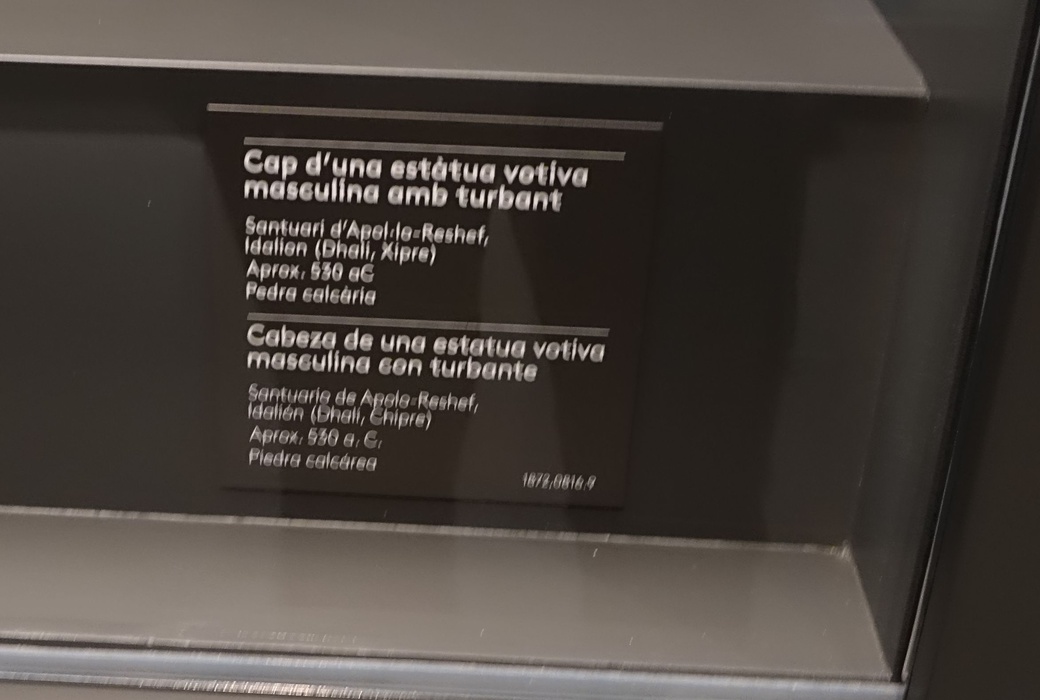 Cap d'una estàtua votiva
masculina amb turbant
Santuari d'Apol·lo-Reshef,
Idalion (Dhali, Xipre)
Aprox. 530 aC
Pedra calcària
Cabeza de una estatua votiva
masculina con turbante
Santuario de Apolo-Reshef,
Idalión (Dhali, Chipre)
Aprox. 530 a. C.
Piedra calcárea
1872,0816.9